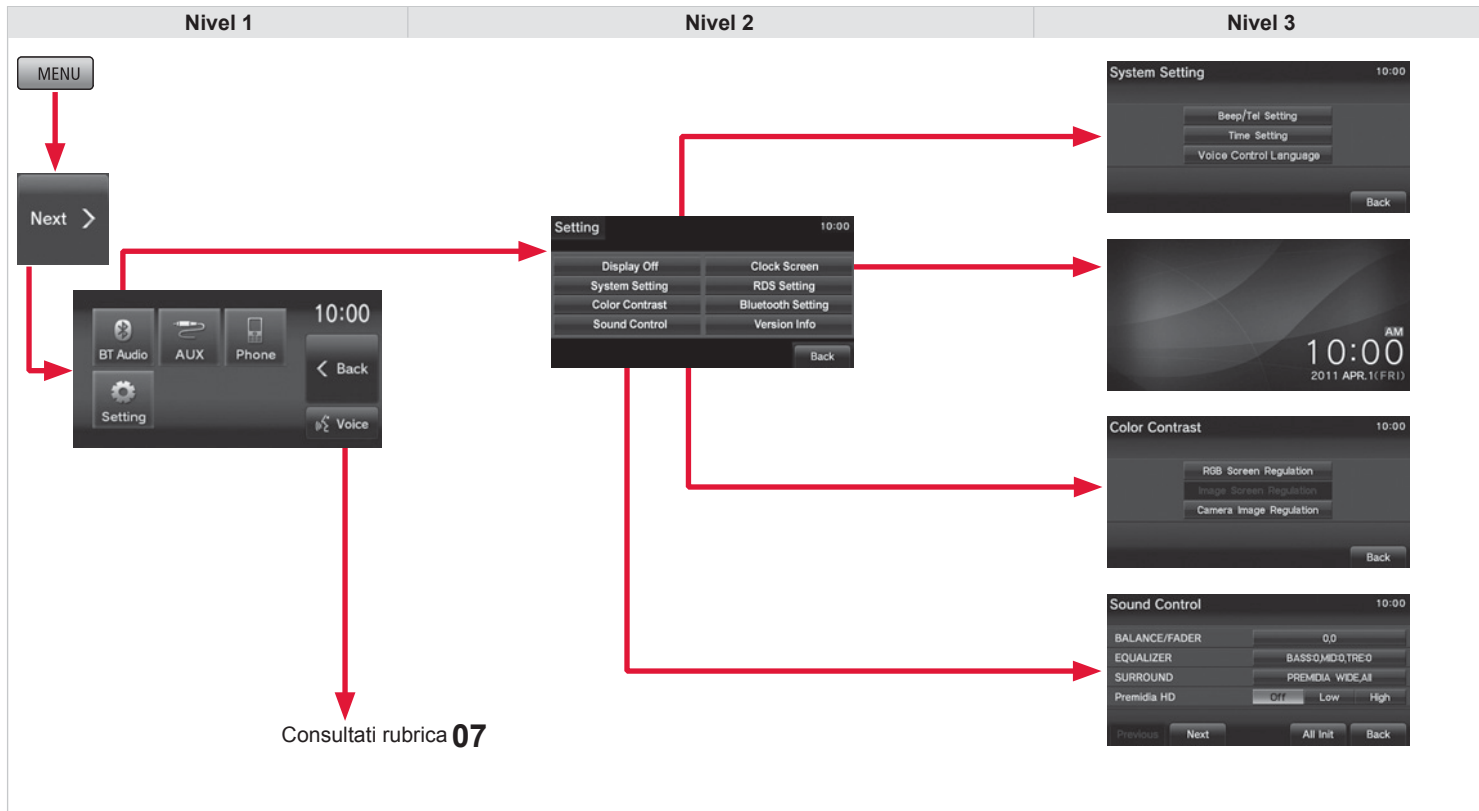 Nivel 1
Nivel 2
Nivel 3
MENU
Next >
10:00
BT Audio
AUX
Phone
< Back
Setting
Voice
Consultati rubrica 07
Setting 10:00
Display Off Clock Screen
System Setting RDS Setting
Color Contrast Bluetooth Setting
Sound Control Version Info
Back
System Setting 10:00
Beep/Tel Setting
Time Setting
Voice Control Language
Back
AM
10:00
2011 APR.1(FRI)
Color Contrast 10:00
RGB Screen Regulation
Image Screen Regulation
Camera Image Regulation
Back
Sound Control 10:00
BALANCE/FADER 0,0
EQUALIZER BASS:0,MID:0,TRE:0
SURROUND PREMIDIA WIDE,All
Premidia HD Off Low High
Previous Next All Init Back